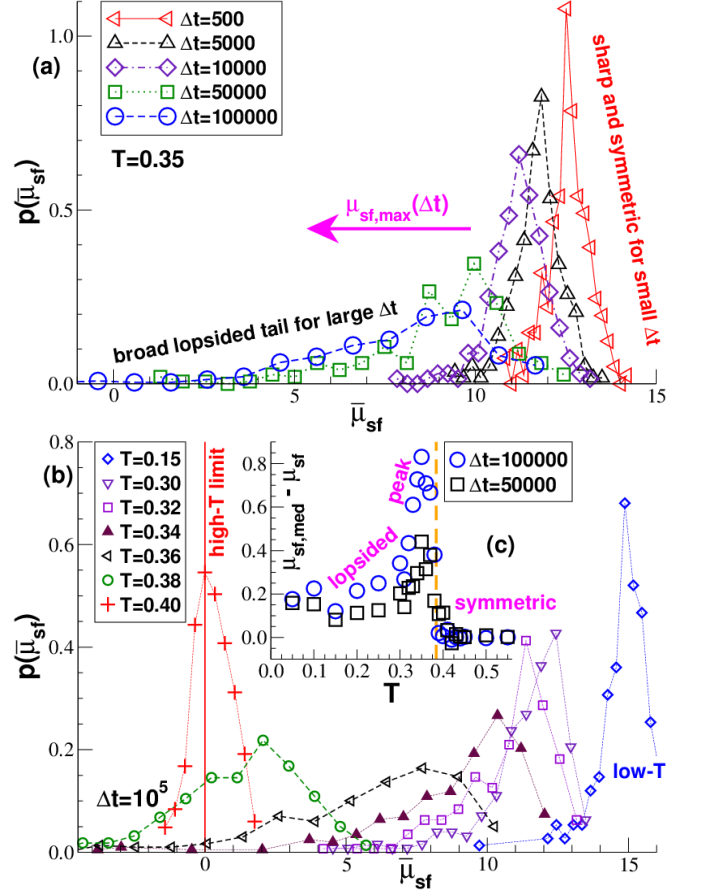 Δt=500
Δt=5000
Δt=10000
Δt=50000
Δt=100000
(a)
T=0.35
sharp and symmetric for small Δt
μsf,max(Δt)
broad lopsided tail for large Δt
p(μ̅sf)
1.0
0.5
0.0
0
5
10
15
μ̅sf
(b)
T=0.15
T=0.30
T=0.32
T=0.34
T=0.36
T=0.38
T=0.40
high-T limit
Δt=10⁵
low-T
p(μ̅sf)
0.8
0.6
0.4
0.2
0.0
0
5
10
15
μ̅sf
(c)
Δt=100000
Δt=50000
peak
lopsided
symmetric
μsf,med - μsf
0.8
0.6
0.4
0.2
0.0
0.0
0.1
0.2
0.3
0.4
0.5
T